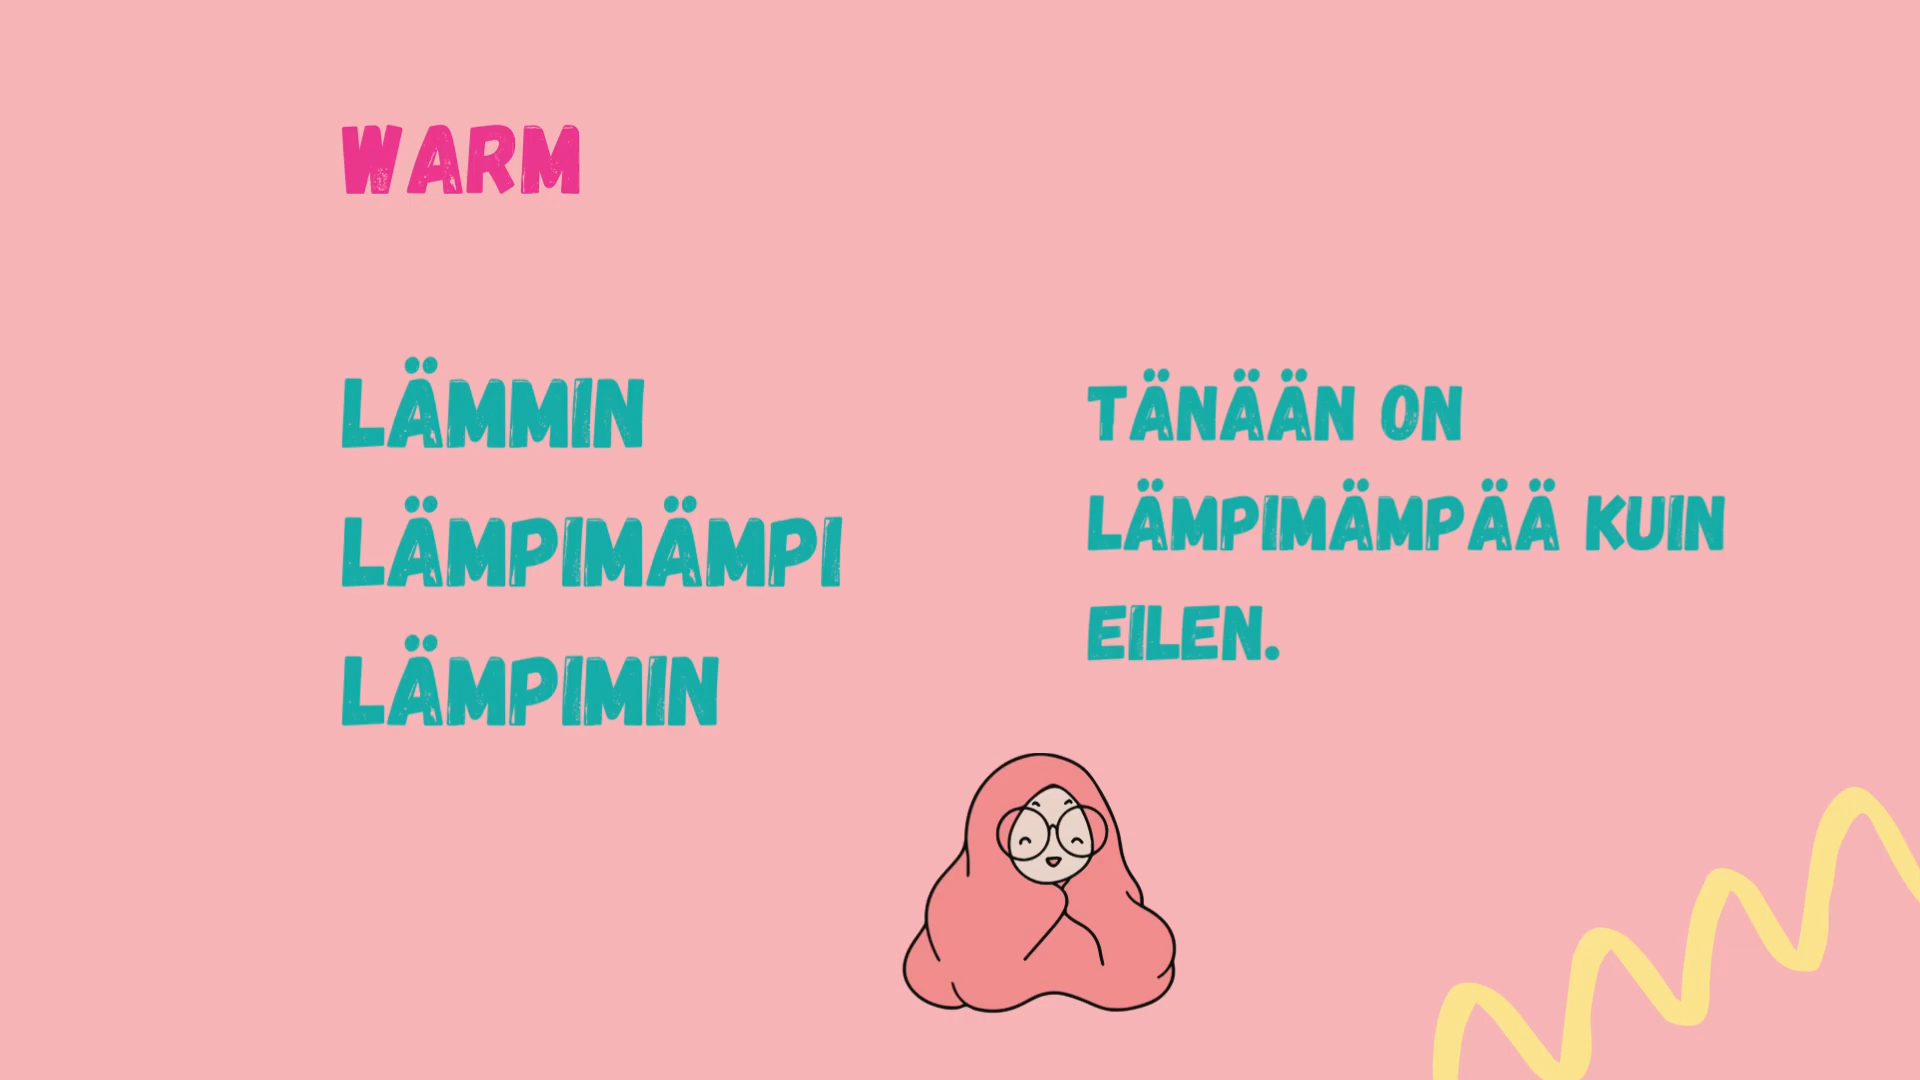 WARM
LÄMMIN
LÄMPIMÄMPI
LÄMPIMIN
TÄNÄÄN ON
LÄMPIMÄMPÄÄ KUIN
EILEN.